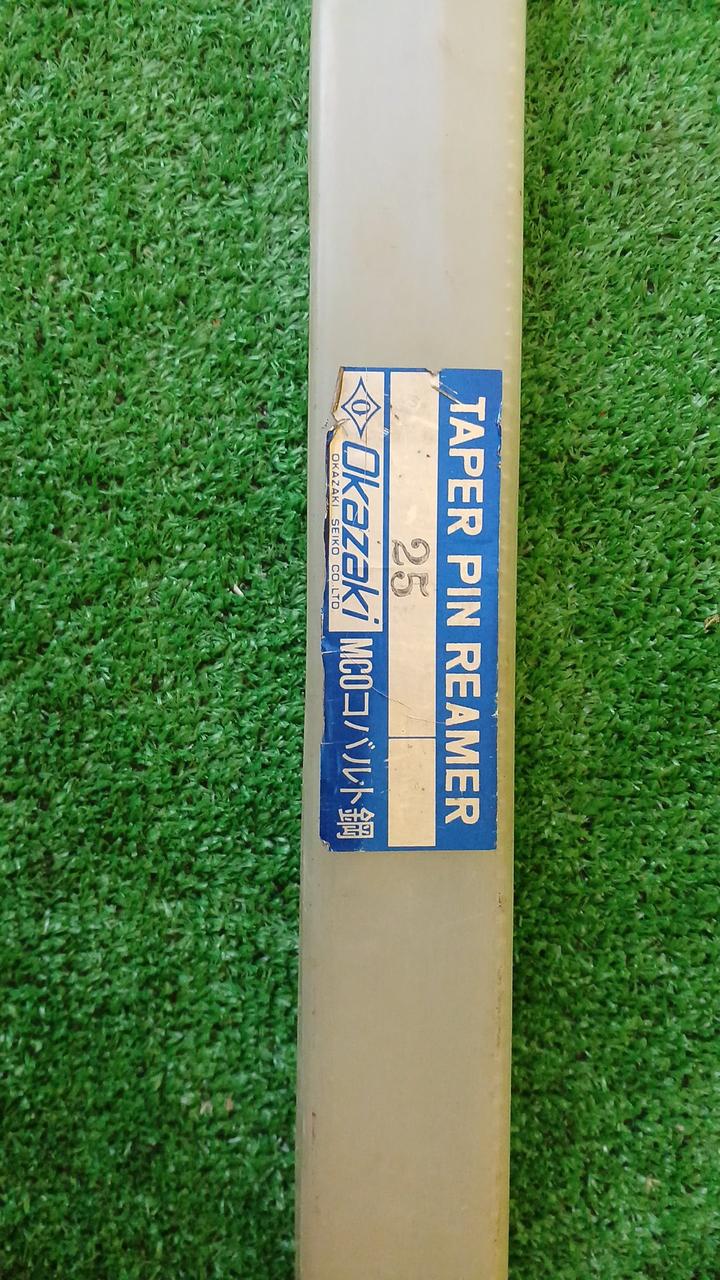 TAPER PIN REAMER
25
Okazaki MCOコバルト鋼
OKAZAKI SEIKO CO.,LTD